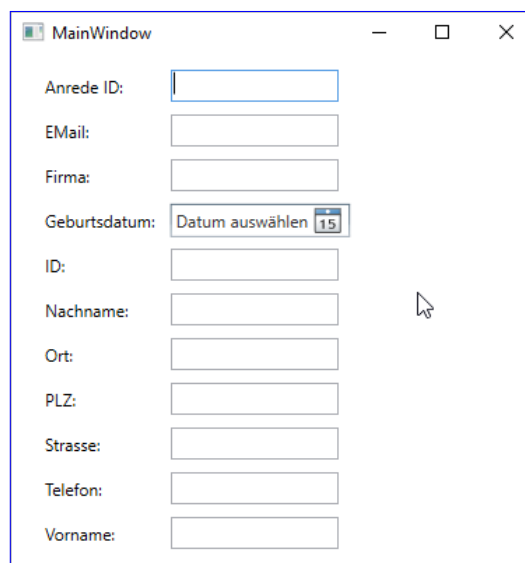 MainWindow
Anrede ID:
EMail:
Firma:
Geburtsdatum: Datum auswählen 15
ID:
Nachname:
Ort:
PLZ:
Strasse:
Telefon:
Vorname: